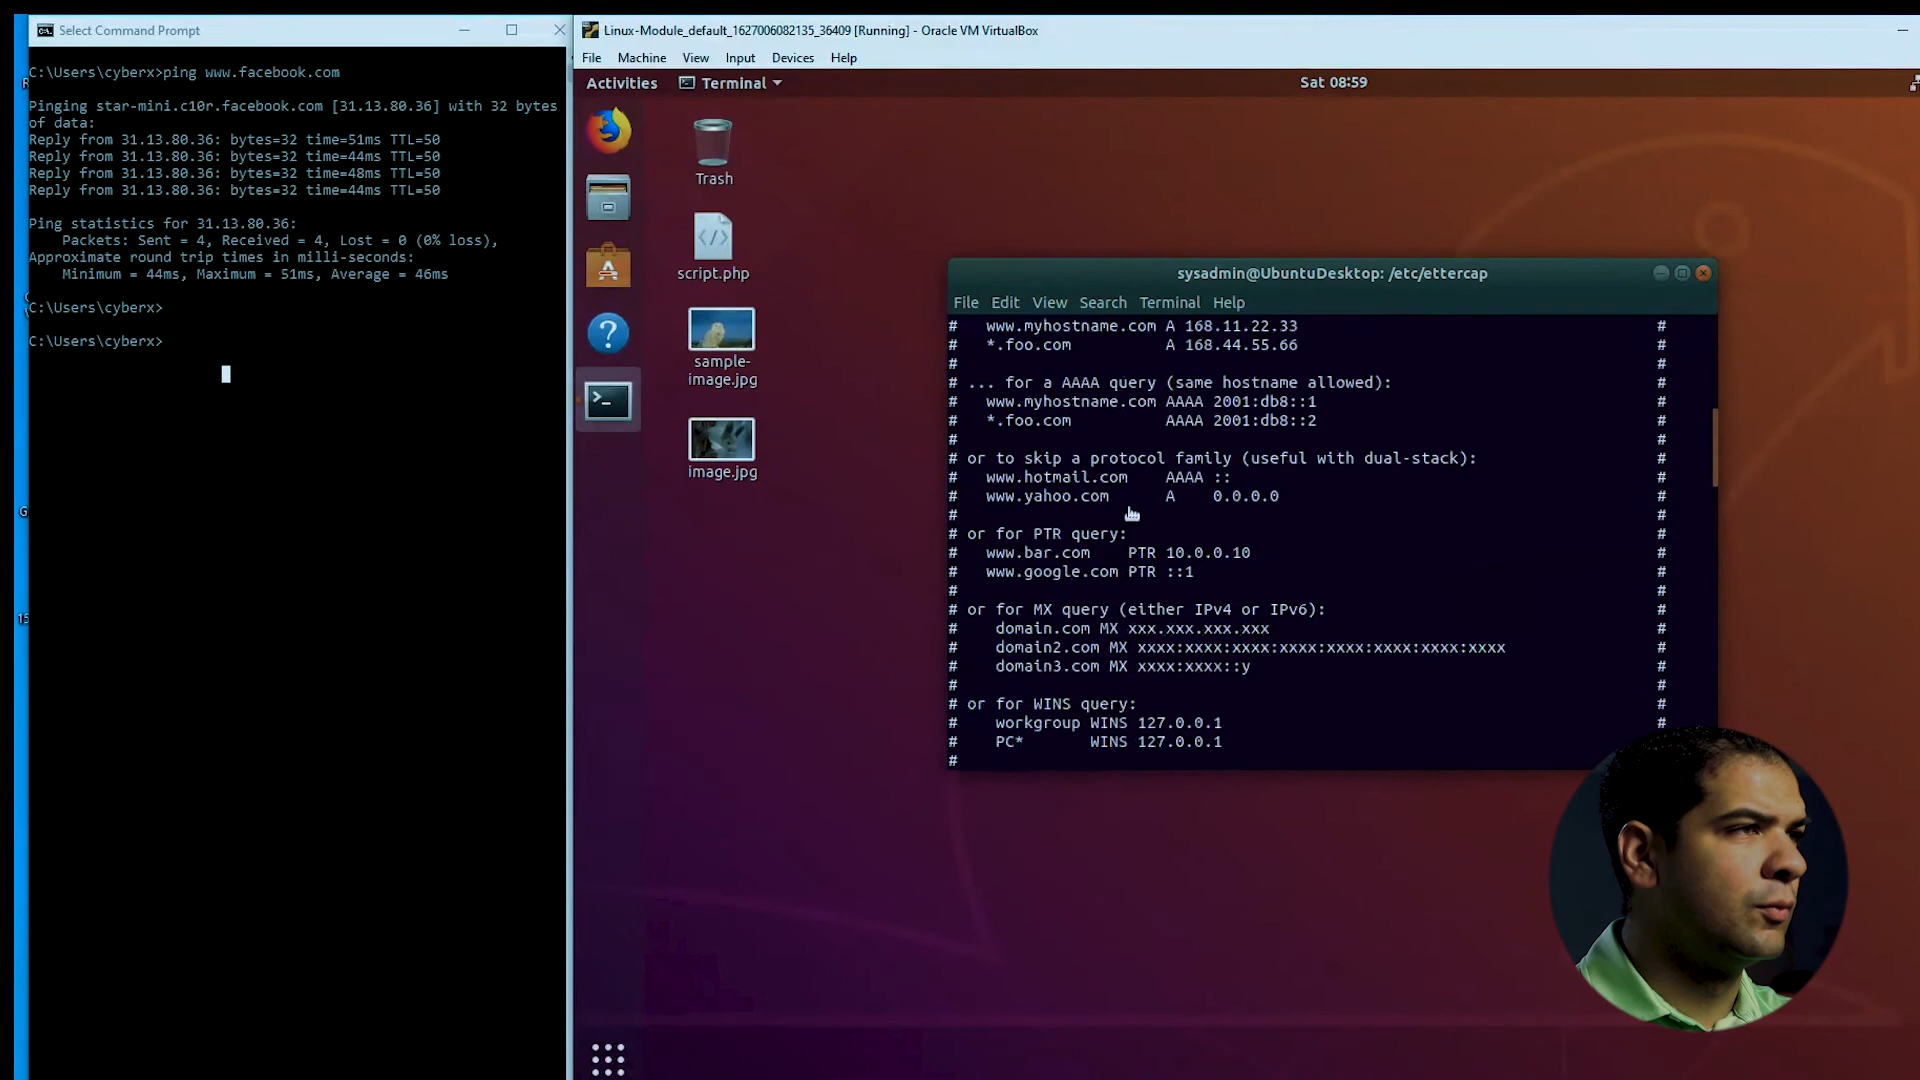 Select Command Prompt
C:\Users\cyberx>ping www.facebook.com
Pinging star-mini.c10r.facebook.com [31.13.80.36] with 32 bytes
of data:
Reply from 31.13.80.36: bytes=32 time=51ms TTL=50
Reply from 31.13.80.36: bytes=32 time=44ms TTL=50
Reply from 31.13.80.36: bytes=32 time=48ms TTL=50
Reply from 31.13.80.36: bytes=32 time=44ms TTL=50
Ping statistics for 31.13.80.36:
Packets: Sent = 4, Received = 4, Lost = 0 (0% loss),
Approximate round trip times in milli-seconds:
Minimum = 44ms, Maximum = 51ms, Average = 46ms
C:\Users\cyberx>
C:\Users\cyberx>
Linux-Module_default_1627006082135_36409 [Running] - Oracle VM VirtualBox
File Machine View Input Devices Help
Activities Terminal Sat 08:59
Trash
script.php
sample-
image.jpg
image.jpg
sysadmin@UbuntuDesktop: /etc/ettercap
File Edit View Search Terminal Help
# www.myhostname.com A 168.11.22.33 #
# *.foo.com A 168.44.55.66 #
# #
# ... for a AAAA query (same hostname allowed): #
# www.myhostname.com AAAA 2001:db8::1 #
# *.foo.com AAAA 2001:db8::2 #
# #
# or to skip a protocol family (useful with dual-stack): #
# www.hotmail.com AAAA :: #
# www.yahoo.com A 0.0.0.0 #
# #
# or for PTR query: #
# www.bar.com PTR 10.0.0.10 #
# www.google.com PTR ::1 #
# #
# or for MX query (either IPv4 or IPv6): #
# domain.com MX xxx.xxx.xxx.xxx #
# domain2.com MX xxxx:xxxx:xxxx:xxxx:xxxx:xxxx:xxxx:xxxx #
# domain3.com MX xxxx:xxxx::y #
# #
# or for WINS query: #
# workgroup WINS 127.0.0.1 #
# PC* WINS 127.0.0.1
#